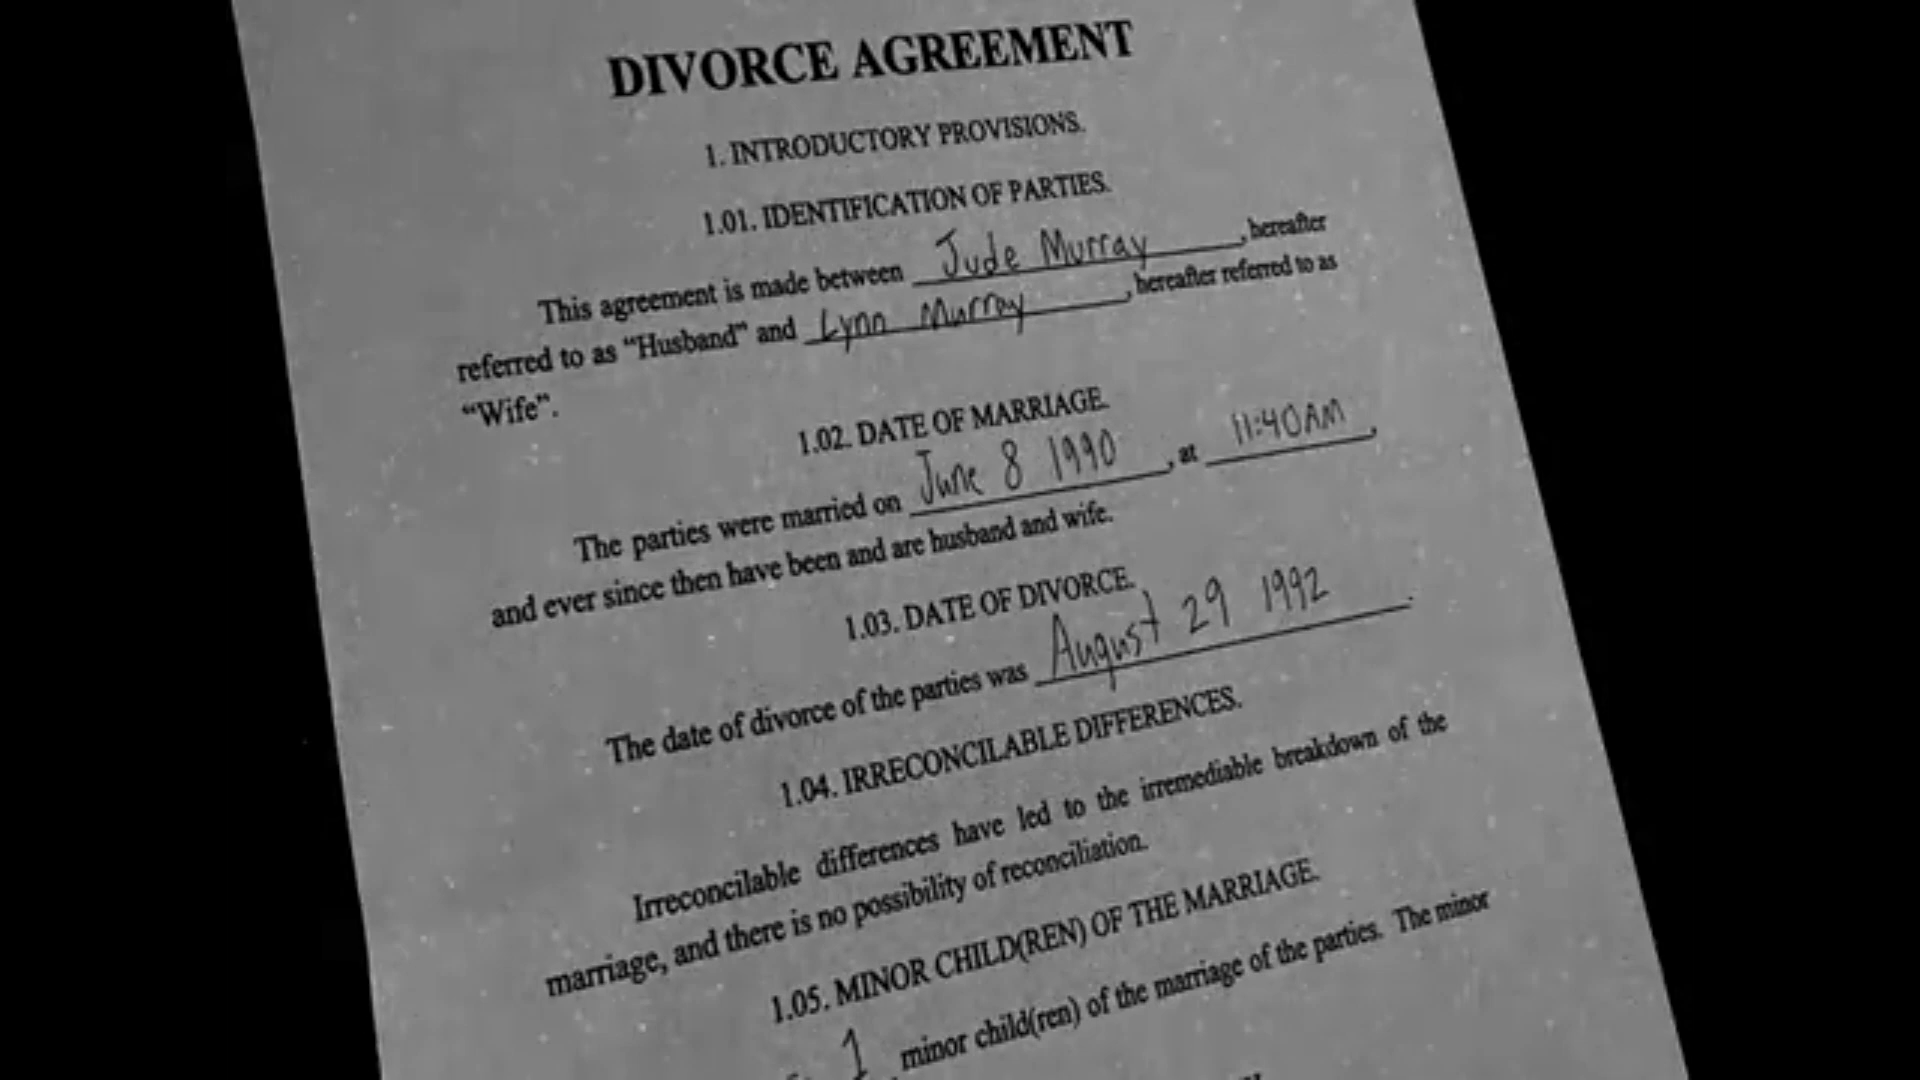 DIVORCE AGREEMENT
1. INTRODUCTORY PROVISIONS.
1.01. IDENTIFICATION OF PARTIES.
This agreement is made between Jude Murray, hereafter
referred to as “Husband” and Lynn Murray, hereafter referred to as
“Wife”.
1.02. DATE OF MARRIAGE.
The parties were married on June 8 1990, at 11:40AM,
and ever since then have been and are husband and wife.
1.03. DATE OF DIVORCE.
The date of divorce of the parties was August 29 1992.
1.04. IRRECONCILABLE DIFFERENCES.
Irreconcilable differences have led to the irremediable breakdown of the
marriage, and there is no possibility of reconciliation.
1.05. MINOR CHILD(REN) OF THE MARRIAGE.
1 minor child(ren) of the marriage of the parties. The minor